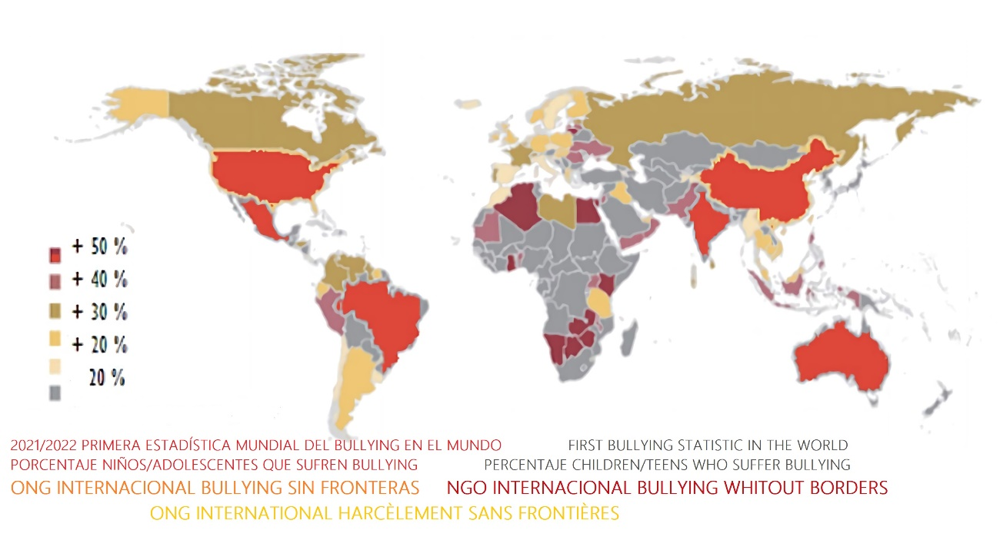 + 50 %
+ 40 %
+ 30 %
+ 20 %
20 %
2021/2022 PRIMERA ESTADÍSTICA MUNDIAL DEL BULLYING EN EL MUNDO
FIRST BULLYING STATISTIC IN THE WORLD
PORCENTAJE NIÑOS/ADOLESCENTES QUE SUFREN BULLYING
PERCENTAJE CHILDREN/TEENS WHO SUFFER BULLYING
ONG INTERNACIONAL BULLYING SIN FRONTERAS
NGO INTERNACIONAL BULLYING WHITOUT BORDERS
ONG INTERNATIONAL HARCÈLEMENT SANS FRONTIÈRES